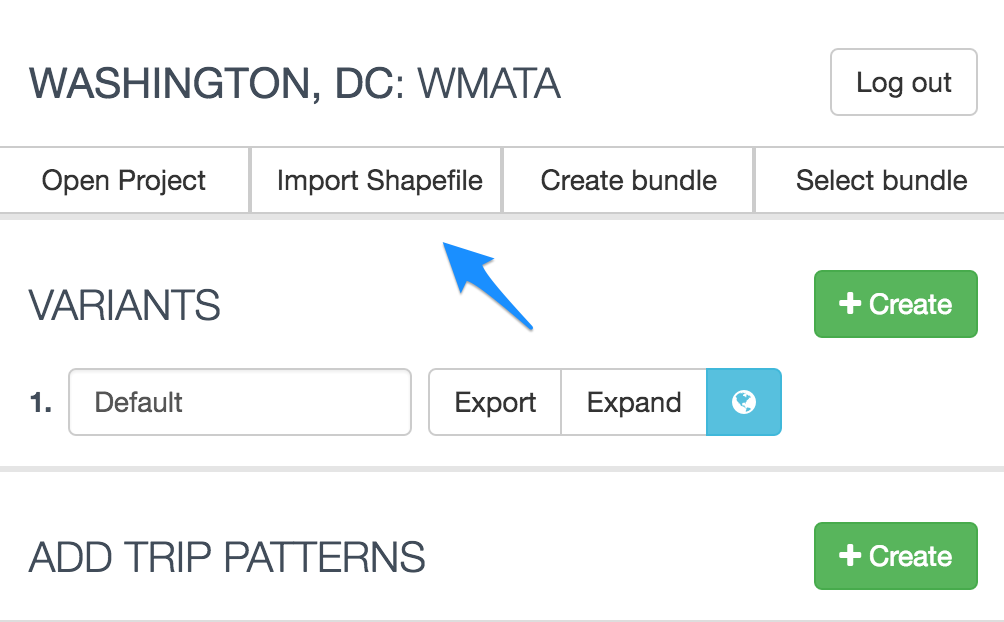 WASHINGTON, DC: WMATA
Log out
Open Project
Import Shapefile
Create bundle
Select bundle
VARIANTS
Create
1.
Default
Export
Expand
ADD TRIP PATTERNS
Create